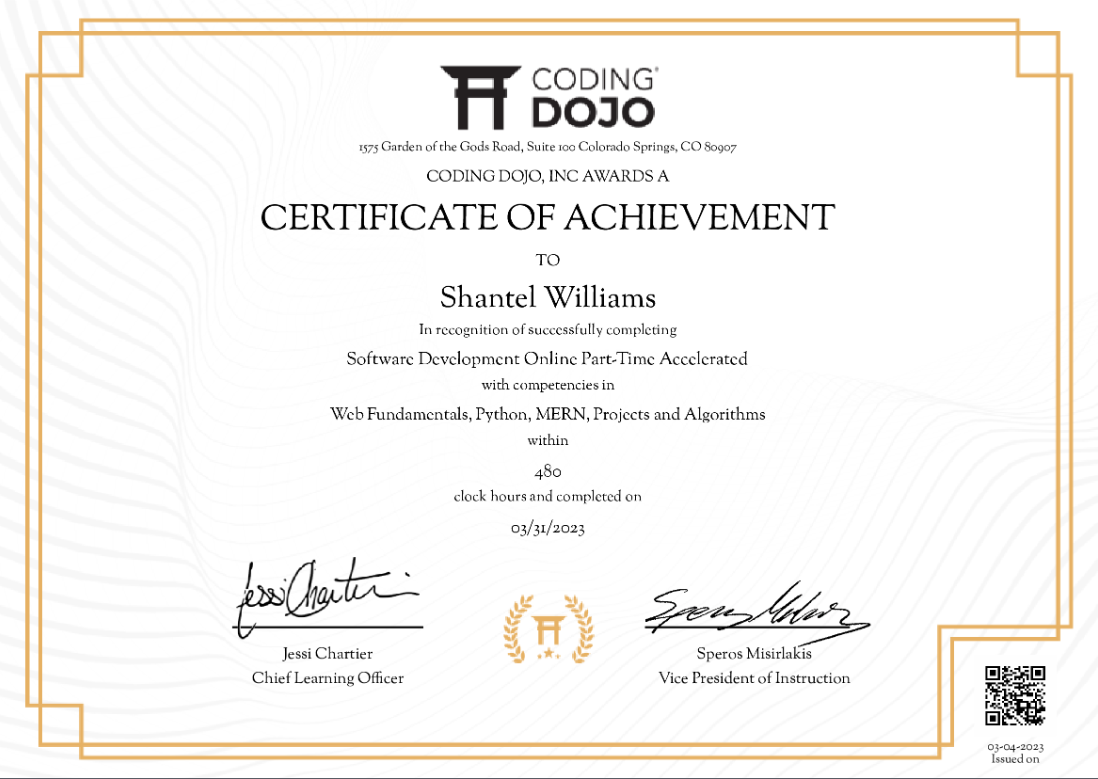 CODING®
DOJO
1575 Garden of the Gods Road, Suite 100 Colorado Springs, CO 80907
CODING DOJO, INC AWARDS A
CERTIFICATE OF ACHIEVEMENT
TO
Shantel Williams
In recognition of successfully completing
Software Development Online Part-Time Accelerated
with competencies in
Web Fundamentals, Python, MERN, Projects and Algorithms
within
480
clock hours and completed on
03/31/2023
Jessi Chartier
Jessi Chartier
Chief Learning Officer
Speros Misirlakis
Vice President of Instruction
03-04-2023
Issued on